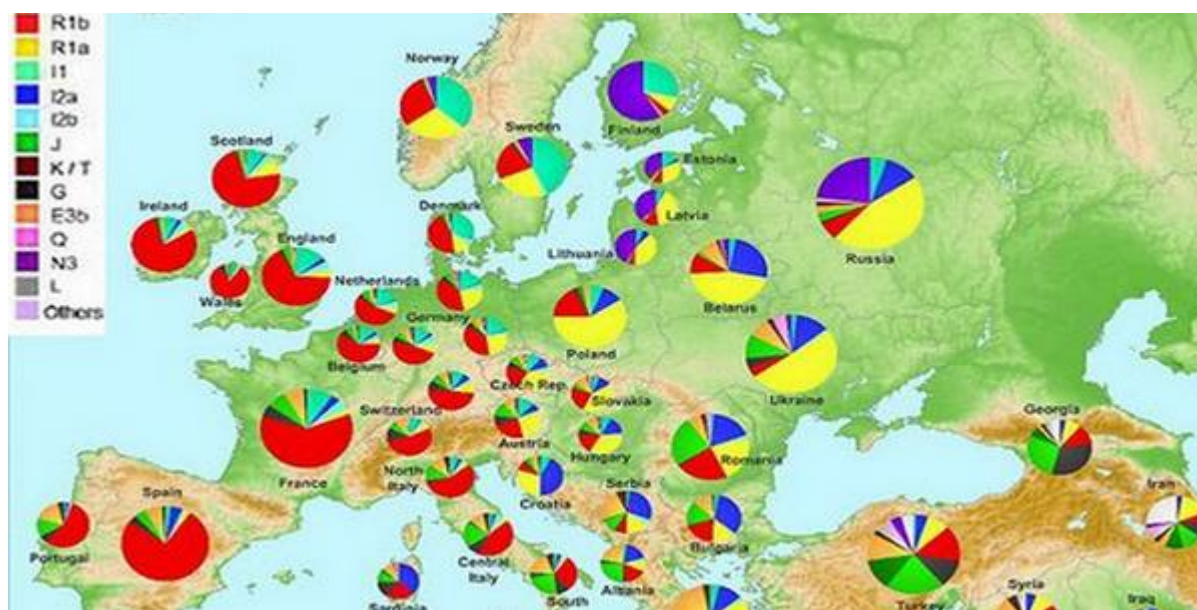 R1b
R1a
I1
I2a
I2b
J
K / T
G
E3b
Q
N3
L
Others
Norway
Finland
Sweden
Scotland
Estonia
Ireland
Denmark
Latvia
England
Lithuania
Russia
Netherlands
Wales
Belarus
Germany
Belgium
Poland
Czech Rep.
Slovakia
Ukraine
Switzerland
Austria
Hungary
Georgia
France
North
Italy
Romania
Croatia
Serbia
Iran
Spain
Portugal
Central
Italy
Bulgaria
Albania
South
Sardinia
Turkey
Syria
Iraq